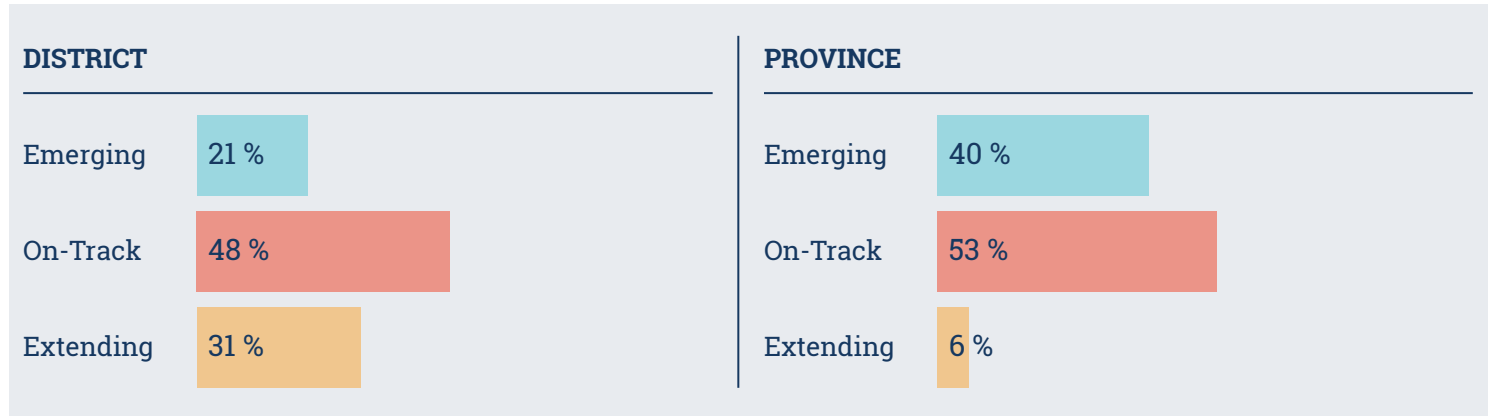 DISTRICT
Emerging 21 %
On-Track 48 %
Extending 31 %
PROVINCE
Emerging 40 %
On-Track 53 %
Extending 6 %